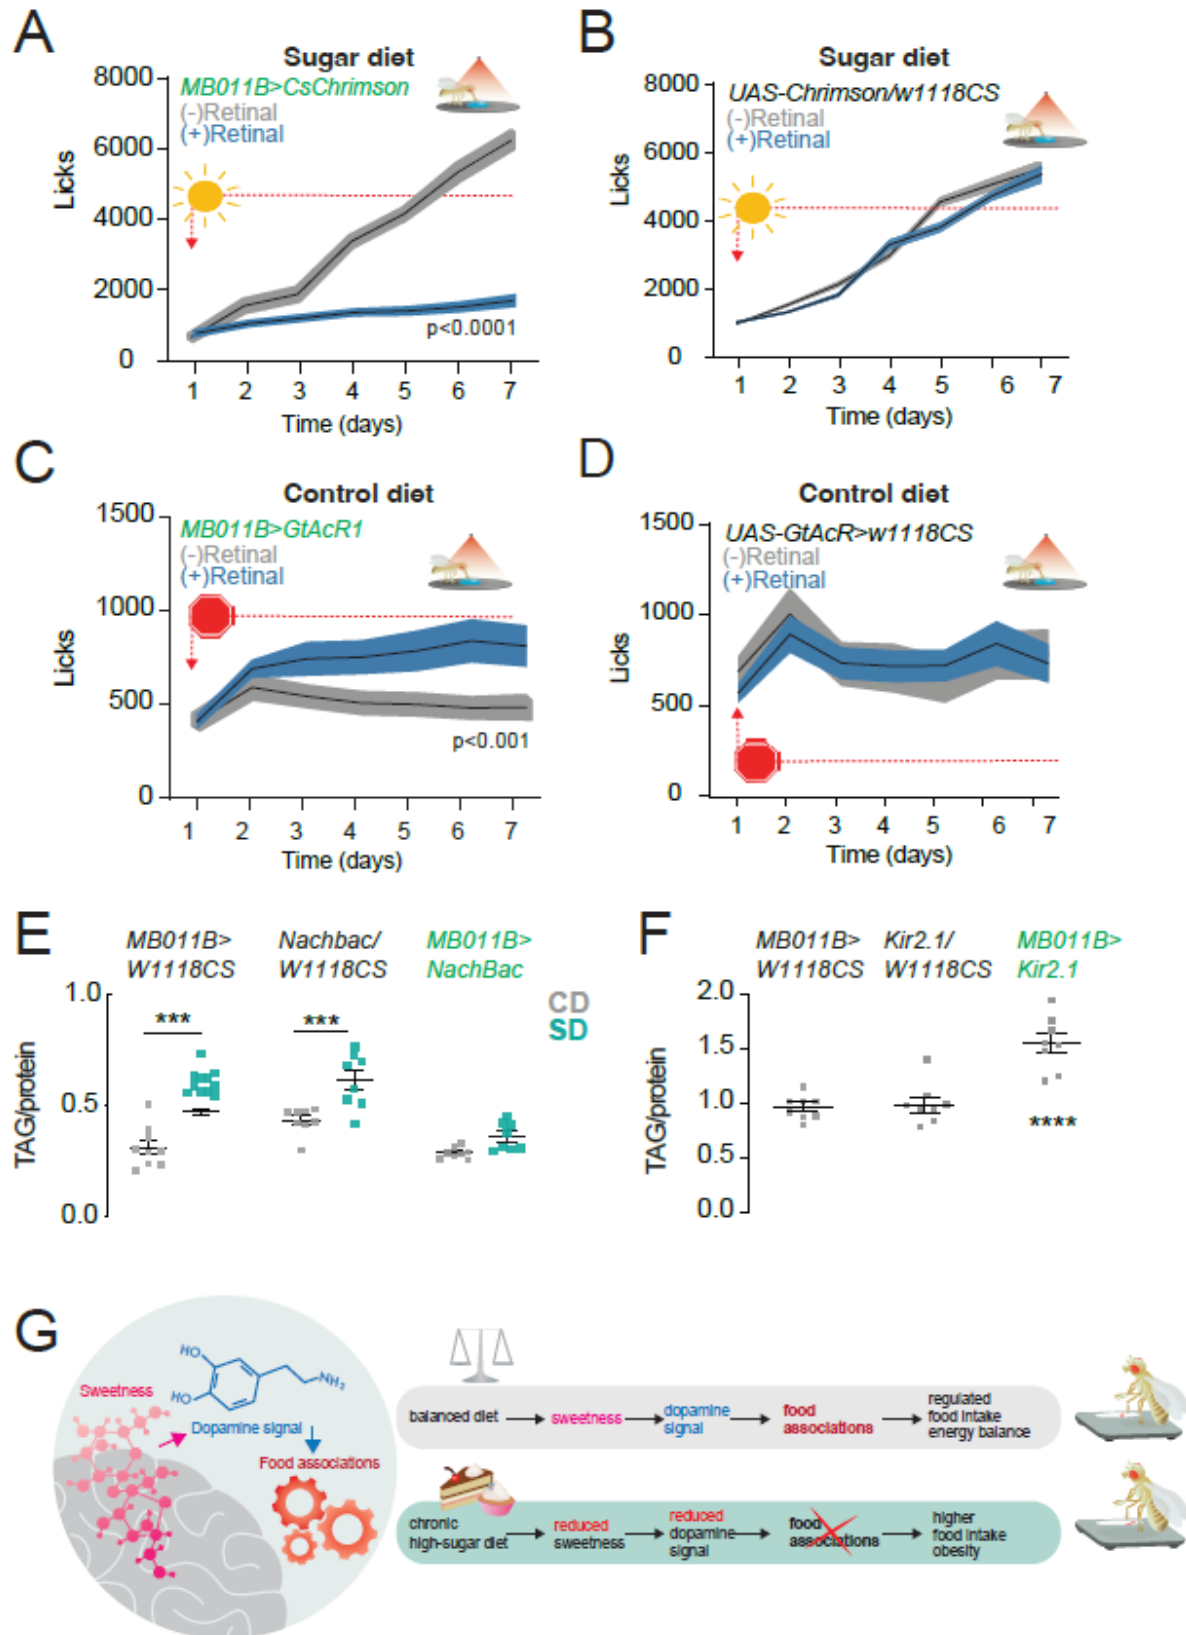 A
Sugar diet
8000
6000
4000
2000
0
Licks
MB011B>CsChrimson
(-)Retinal
(+)Retinal
p<0.0001
1 2 3 4 5 6 7
Time (days)
B
Sugar diet
8000
6000
4000
2000
0
Licks
UAS-Chrimson/w1118CS
(-)Retinal
(+)Retinal
1 2 3 4 5 6 7
Time (days)
C
Control diet
1500
1000
500
0
Licks
MB011B>GtACR1
(-)Retinal
(+)Retinal
p<0.001
1 2 3 4 5 6 7
Time (days)
D
Control diet
1500
1000
500
0
Licks
UAS-GtAcR>w1118CS
(-)Retinal
(+)Retinal
1 2 3 4 5 6 7
Time (days)
E
MB011B>
W1118CS
Nachbac/
W1118CS
MB011B>
NachBac
CD
SD
1.0
0.5
0.0
TAG/protein
***
***
F
MB011B>
W1118CS
Kir2.1/
W1118CS
MB011B>
Kir2.1
2.0
1.5
1.0
0.5
0.0
TAG/protein
****
G
HO
HO
NH2
Sweetness
Dopamine signal
Food associations
balanced diet
sweetness
dopamine
signal
food
associations
regulated
food intake
energy balance
chronic
high-sugar diet
reduced
sweetness
reduced
dopamine
signal
food
associations
higher
food intake
obesity